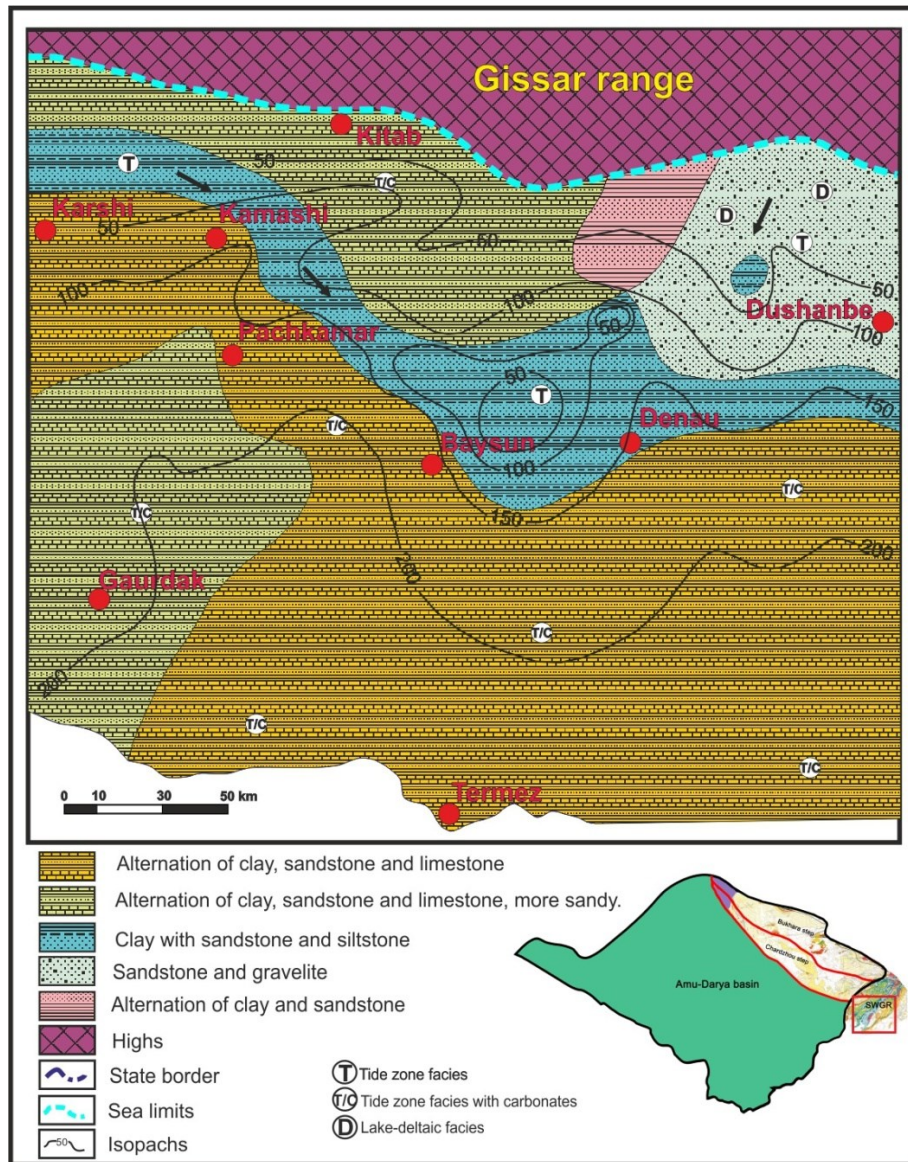 Gissar range
Kitab
50
T
T/C
D
D
Karshi
50
Kamashi
50
T
50
100
100
50
Dushanbe
100
Pachkamar
50
T
150
T/C
Denau
Baysun
100
T/C
150
T/C
200
200
Gaurdak
T/C
200
T/C
T/C
0 10 30 50 km
Termez
Alternation of clay, sandstone and limestone
Alternation of clay, sandstone and limestone, more sandy.
Clay with sandstone and siltstone
Sandstone and gravelite
Alternation of clay and sandstone
Highs
State border
Sea limits
50
Isopachs
T Tide zone facies
T/C Tide zone facies with carbonates
D Lake-deltaic facies
Bukhara step
Chardzhou step
Amu-Darya basin
SWGR